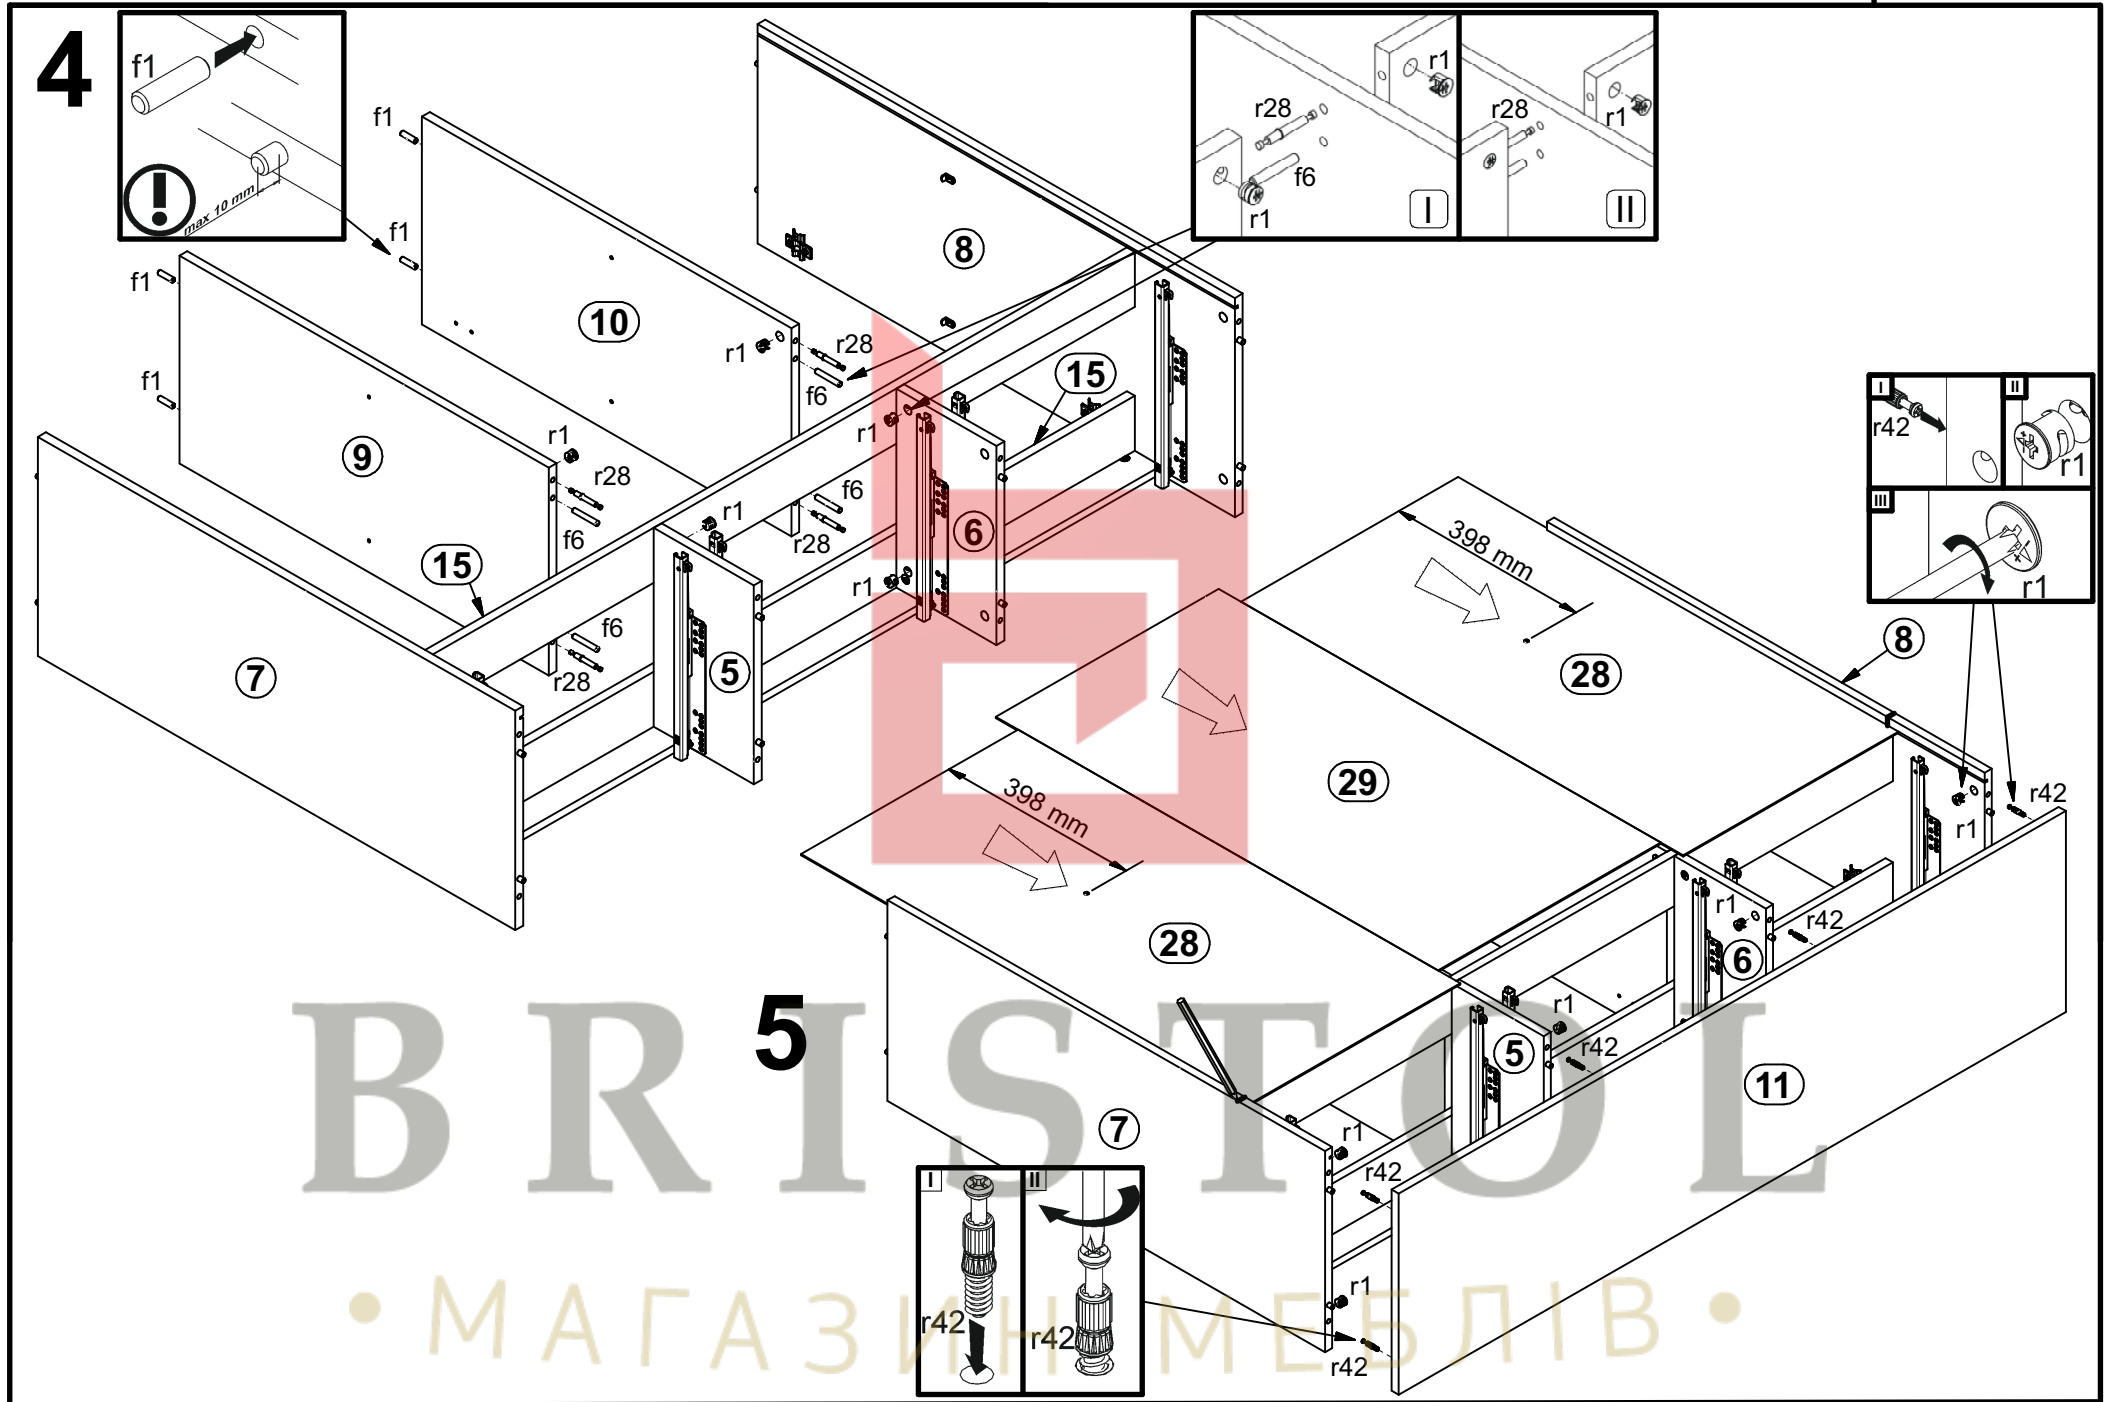 4
f1
max 10 mm
f1
f1
f1
f1
10
9
8
7
15
15
r1
r28
f6
r1
r28
f6
r1
r1
r1
f6
r28
f6
r28
6
5
r28
r1
f6
r1
I
r28
r1
II
I
r42
II
r1
III
r1
5
398 mm
28
8
29
398 mm
28
7
r42
r1
r1
r42
6
r1
r42
5
11
r1
r42
r1
r42
I
r42
II
r42
BRISTOL
• МАГАЗИН МЕБЛІВ •